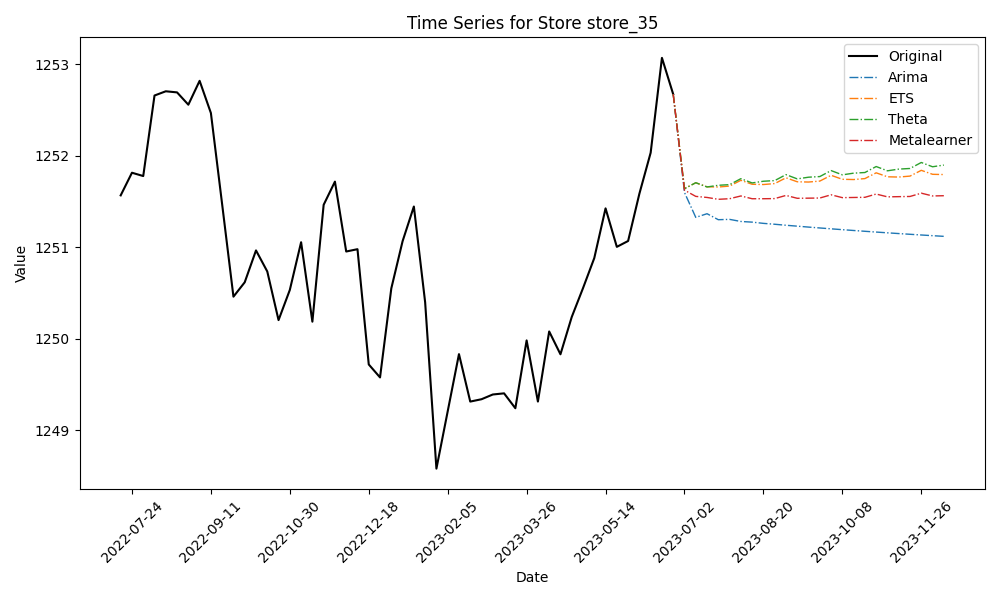 Time Series for Store store_35
Value
1253
1252
1251
1250
1249
Original
Arima
ETS
Theta
Metalearner
2022-07-24
2022-09-11
2022-10-30
2022-12-18
2023-02-05
2023-03-26
2023-05-14
2023-07-02
2023-08-20
2023-10-08
2023-11-26
Date